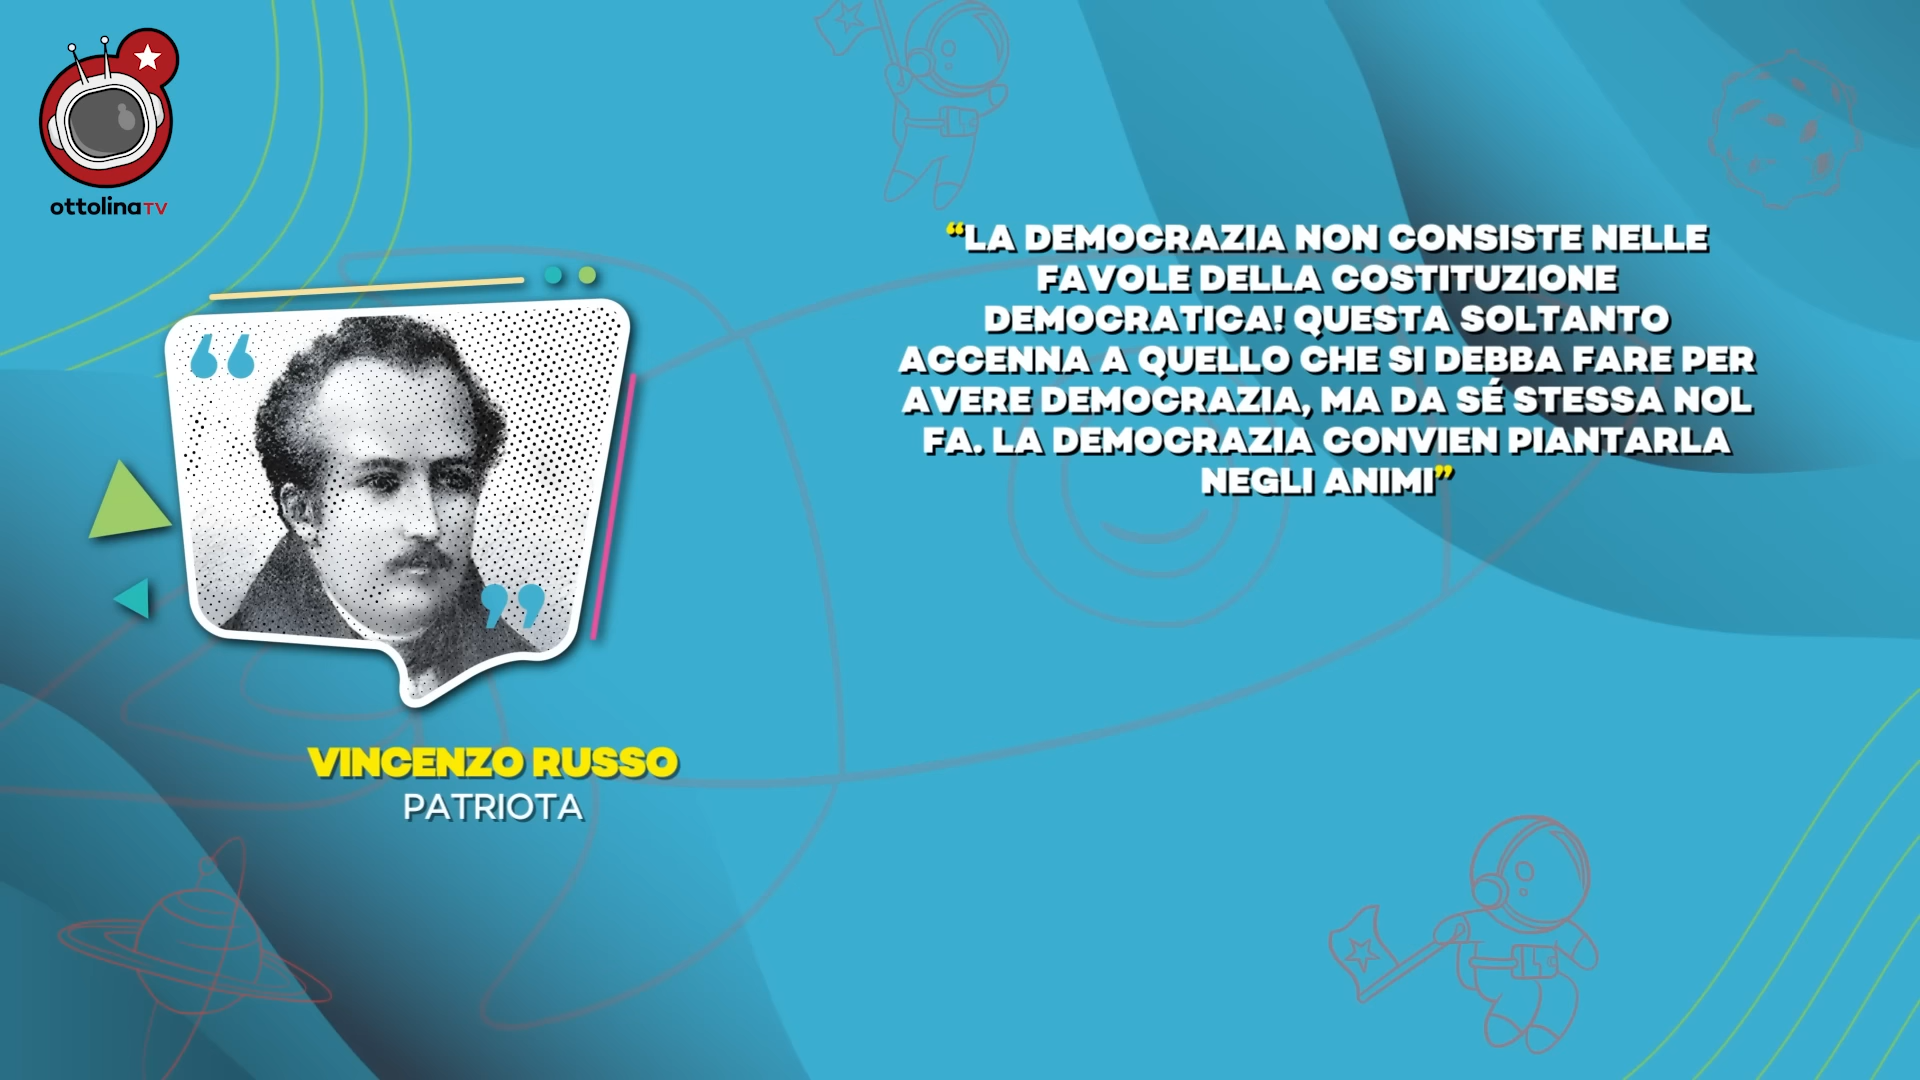 ottolinaTV
“LA DEMOCRAZIA NON CONSISTE NELLE
FAVOLE DELLA COSTITUZIONE
DEMOCRATICA! QUESTA SOLTANTO
ACCENNA A QUELLO CHE SI DEBBA FARE PER
AVERE DEMOCRAZIA, MA DA SÉ STESSA NOL
FA. LA DEMOCRAZIA CONVIEN PIANTARLA
NEGLI ANIMI”
VINCENZO RUSSO
PATRIOTA